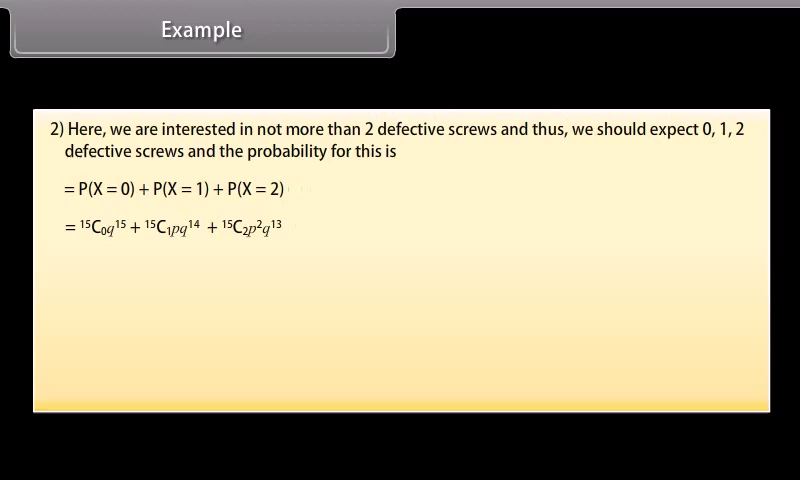 Example
2) Here, we are interested in not more than 2 defective screws and thus, we should expect 0, 1, 2
defective screws and the probability for this is
= P(X = 0) + P(X = 1) + P(X = 2)
= ¹⁵C₀q¹⁵ + ¹⁵C₁pq¹⁴ + ¹⁵C₂p²q¹³